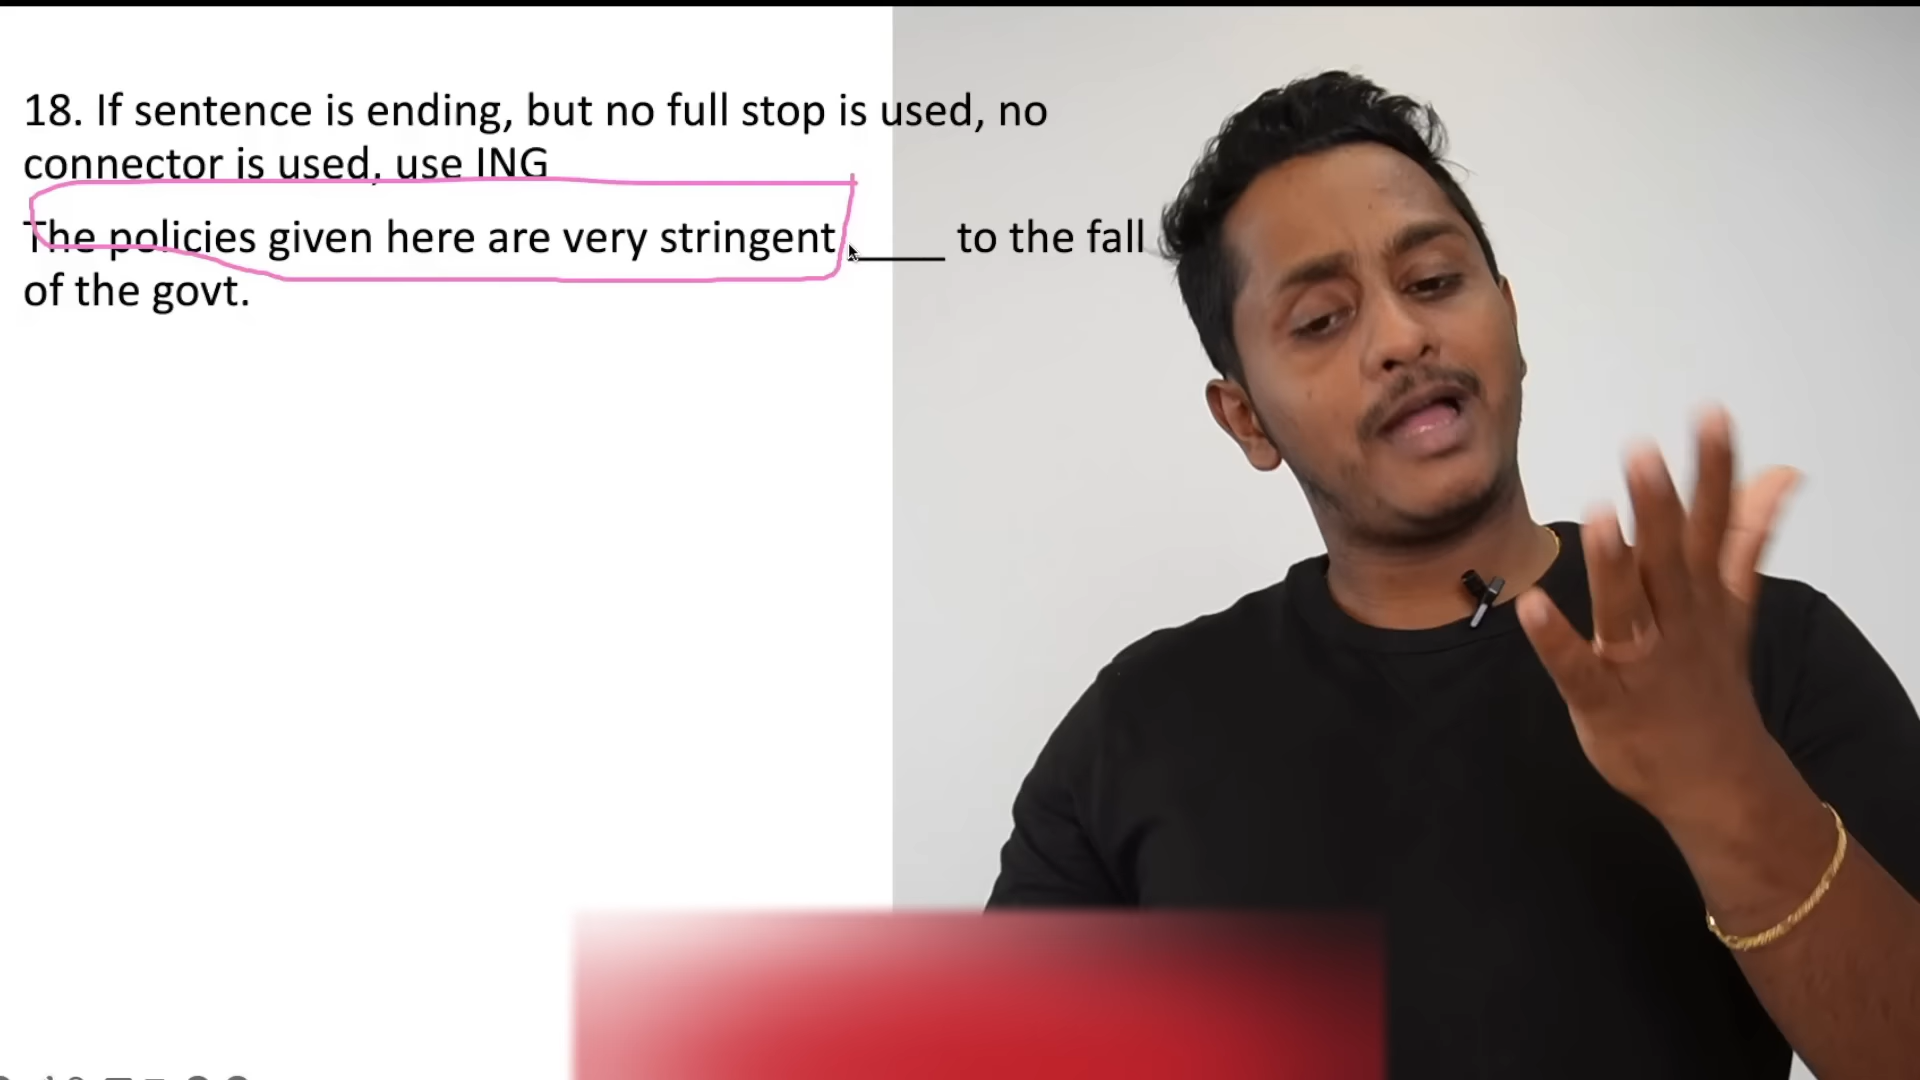 18. If sentence is ending, but no full stop is used, no
connector is used, use ING
The policies given here are very stringent _____ to the fall
of the govt.